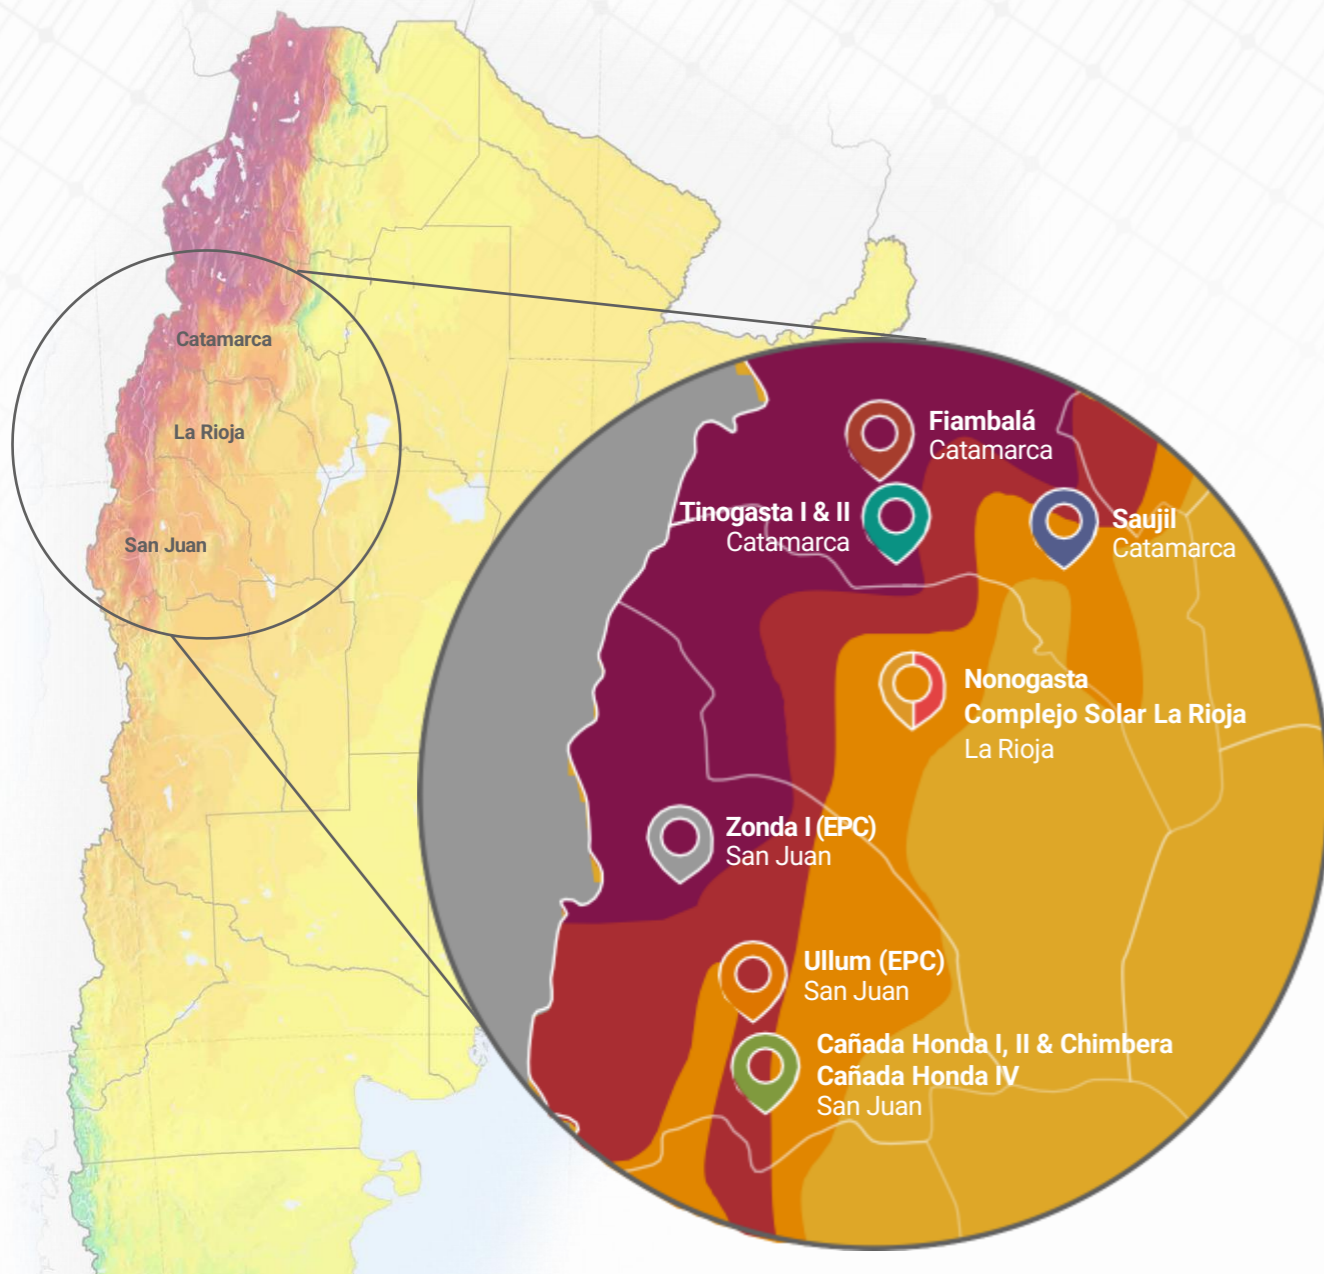 Catamarca
La Rioja
San Juan
Fiambalá
Catamarca
Tinogasta I & II
Catamarca
Saujil
Catamarca
Nonogasta
Complejo Solar La Rioja
La Rioja
Zonda I (EPC)
San Juan
Ullum (EPC)
San Juan
Cañada Honda I, II & Chimbera
Cañada Honda IV
San Juan